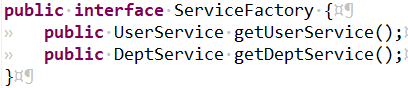 public interface ServiceFactory {
    public UserService getUserService();
    public DeptService getDeptService();
}